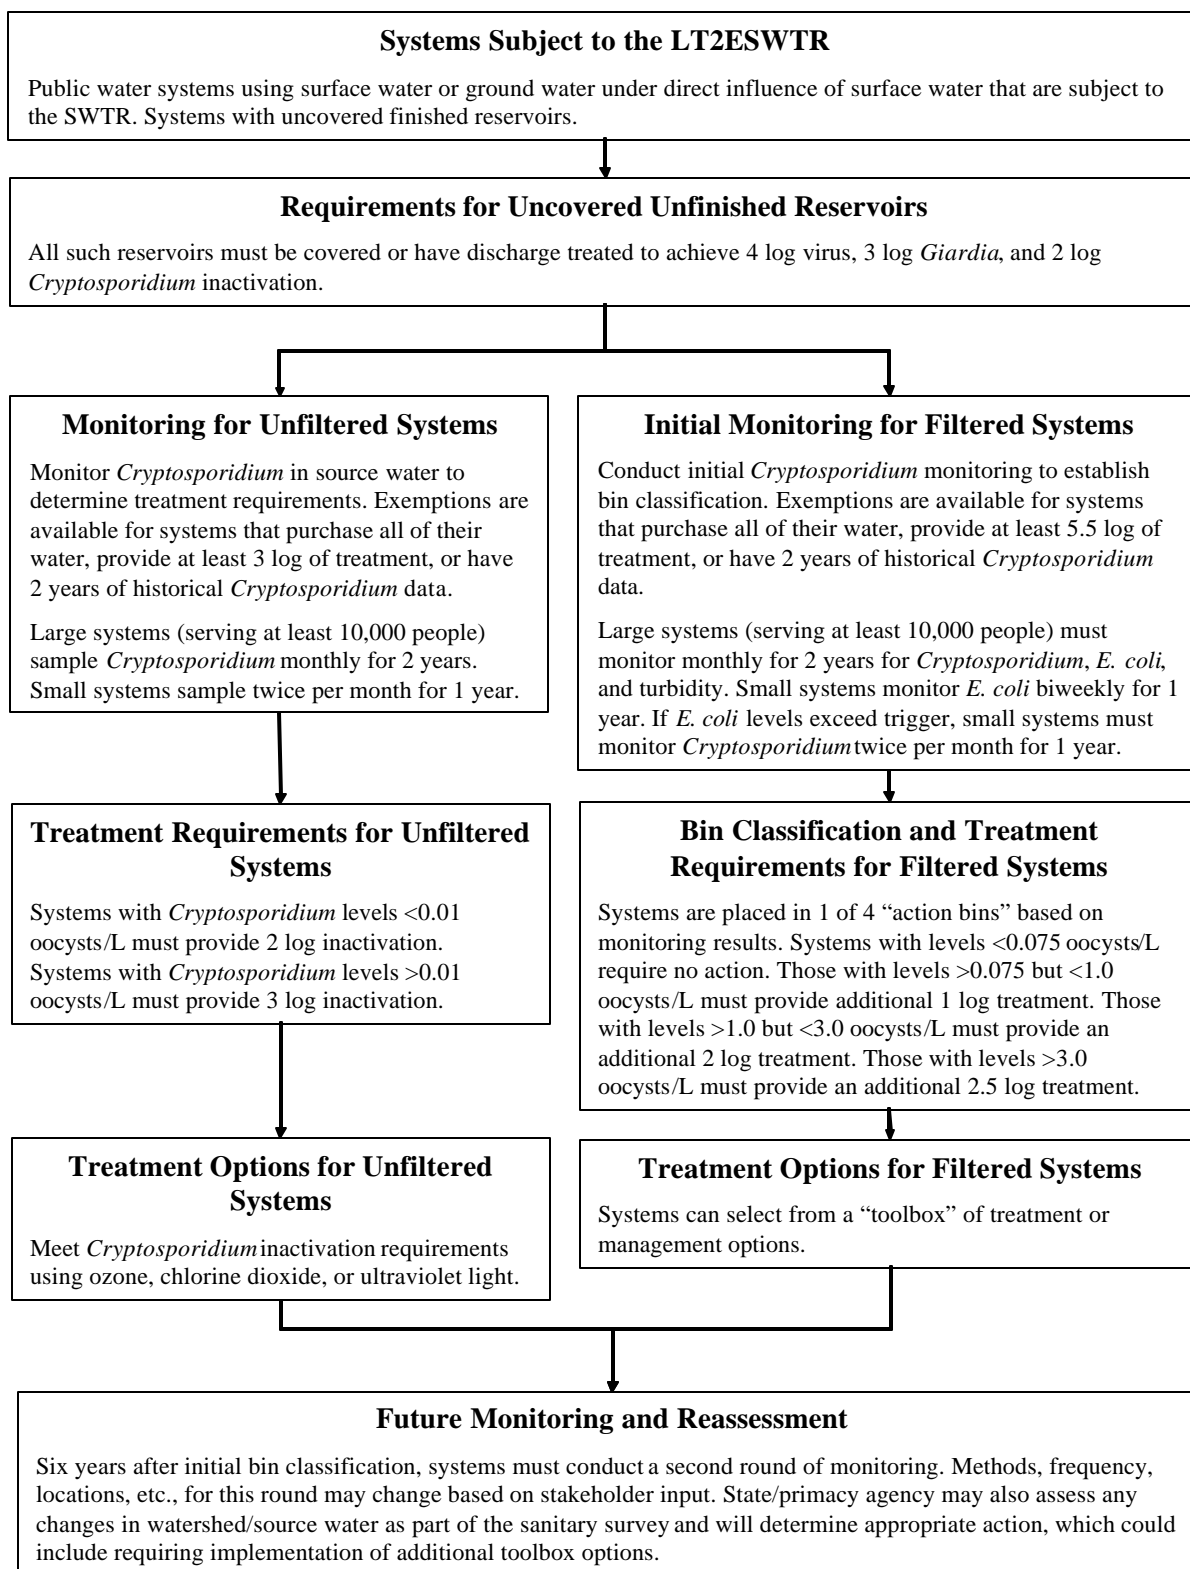 Systems Subject to the LT2ESWTR
Public water systems using surface water or ground water under direct influence of surface water that are subject to
the SWTR. Systems with uncovered finished reservoirs.
Requirements for Uncovered Unfinished Reservoirs
All such reservoirs must be covered or have discharge treated to achieve 4 log virus, 3 log Giardia, and 2 log
Cryptosporidium inactivation.
Monitoring for Unfiltered Systems
Monitor Cryptosporidium in source water to
determine treatment requirements. Exemptions are
available for systems that purchase all of their
water, provide at least 3 log of treatment, or have
2 years of historical Cryptosporidium data.
Large systems (serving at least 10,000 people)
sample Cryptosporidium monthly for 2 years.
Small systems sample twice per month for 1 year.
Initial Monitoring for Filtered Systems
Conduct initial Cryptosporidium monitoring to establish
bin classification. Exemptions are available for systems
that purchase all of their water, provide at least 5.5 log of
treatment, or have 2 years of historical Cryptosporidium
data.
Large systems (serving at least 10,000 people) must
monitor monthly for 2 years for Cryptosporidium, E. coli,
and turbidity. Small systems monitor E. coli biweekly for 1
year. If E. coli levels exceed trigger, small systems must
monitor Cryptosporidium twice per month for 1 year.
Treatment Requirements for Unfiltered
Systems
Systems with Cryptosporidium levels <0.01
oocysts/L must provide 2 log inactivation.
Systems with Cryptosporidium levels >0.01
oocysts/L must provide 3 log inactivation.
Bin Classification and Treatment
Requirements for Filtered Systems
Systems are placed in 1 of 4 “action bins” based on
monitoring results. Systems with levels <0.075 oocysts/L
require no action. Those with levels >0.075 but <1.0
oocysts/L must provide additional 1 log treatment. Those
with levels >1.0 but <3.0 oocysts/L must provide an
additional 2 log treatment. Those with levels >3.0
oocysts/L must provide an additional 2.5 log treatment.
Treatment Options for Unfiltered
Systems
Meet Cryptosporidium inactivation requirements
using ozone, chlorine dioxide, or ultraviolet light.
Treatment Options for Filtered Systems
Systems can select from a “toolbox” of treatment or
management options.
Future Monitoring and Reassessment
Six years after initial bin classification, systems must conduct a second round of monitoring. Methods, frequency,
locations, etc., for this round may change based on stakeholder input. State/primacy agency may also assess any
changes in watershed/source water as part of the sanitary survey and will determine appropriate action, which could
include requiring implementation of additional toolbox options.